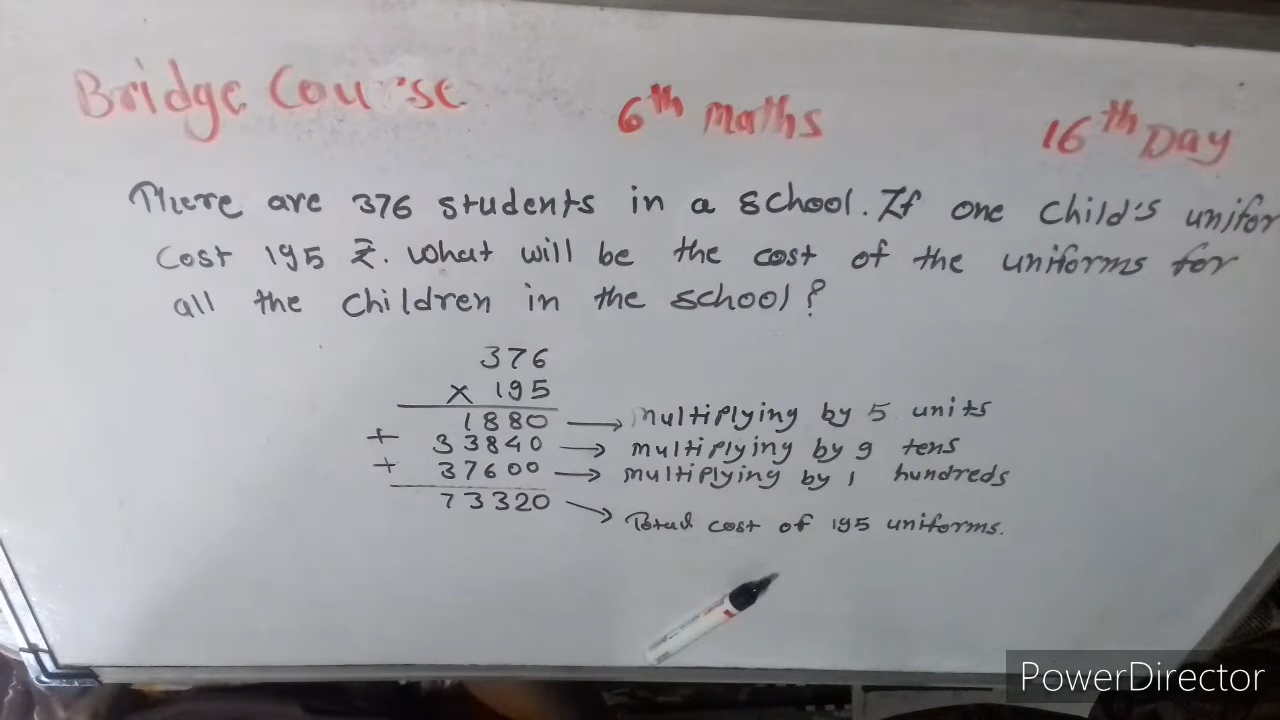 Bridge Course 6th Maths 16th Day
There are 376 students in a school. If one child's unifor
cost 195 ₹. What will be the cost of the uniforms for
all the children in the school?
376
× 195
1880 → multiplying by 5 units
+ 33840 → multiplying by 9 tens
+ 37600 → multiplying by 1 hundreds
73320 → Total cost of 195 uniforms.
PowerDirector